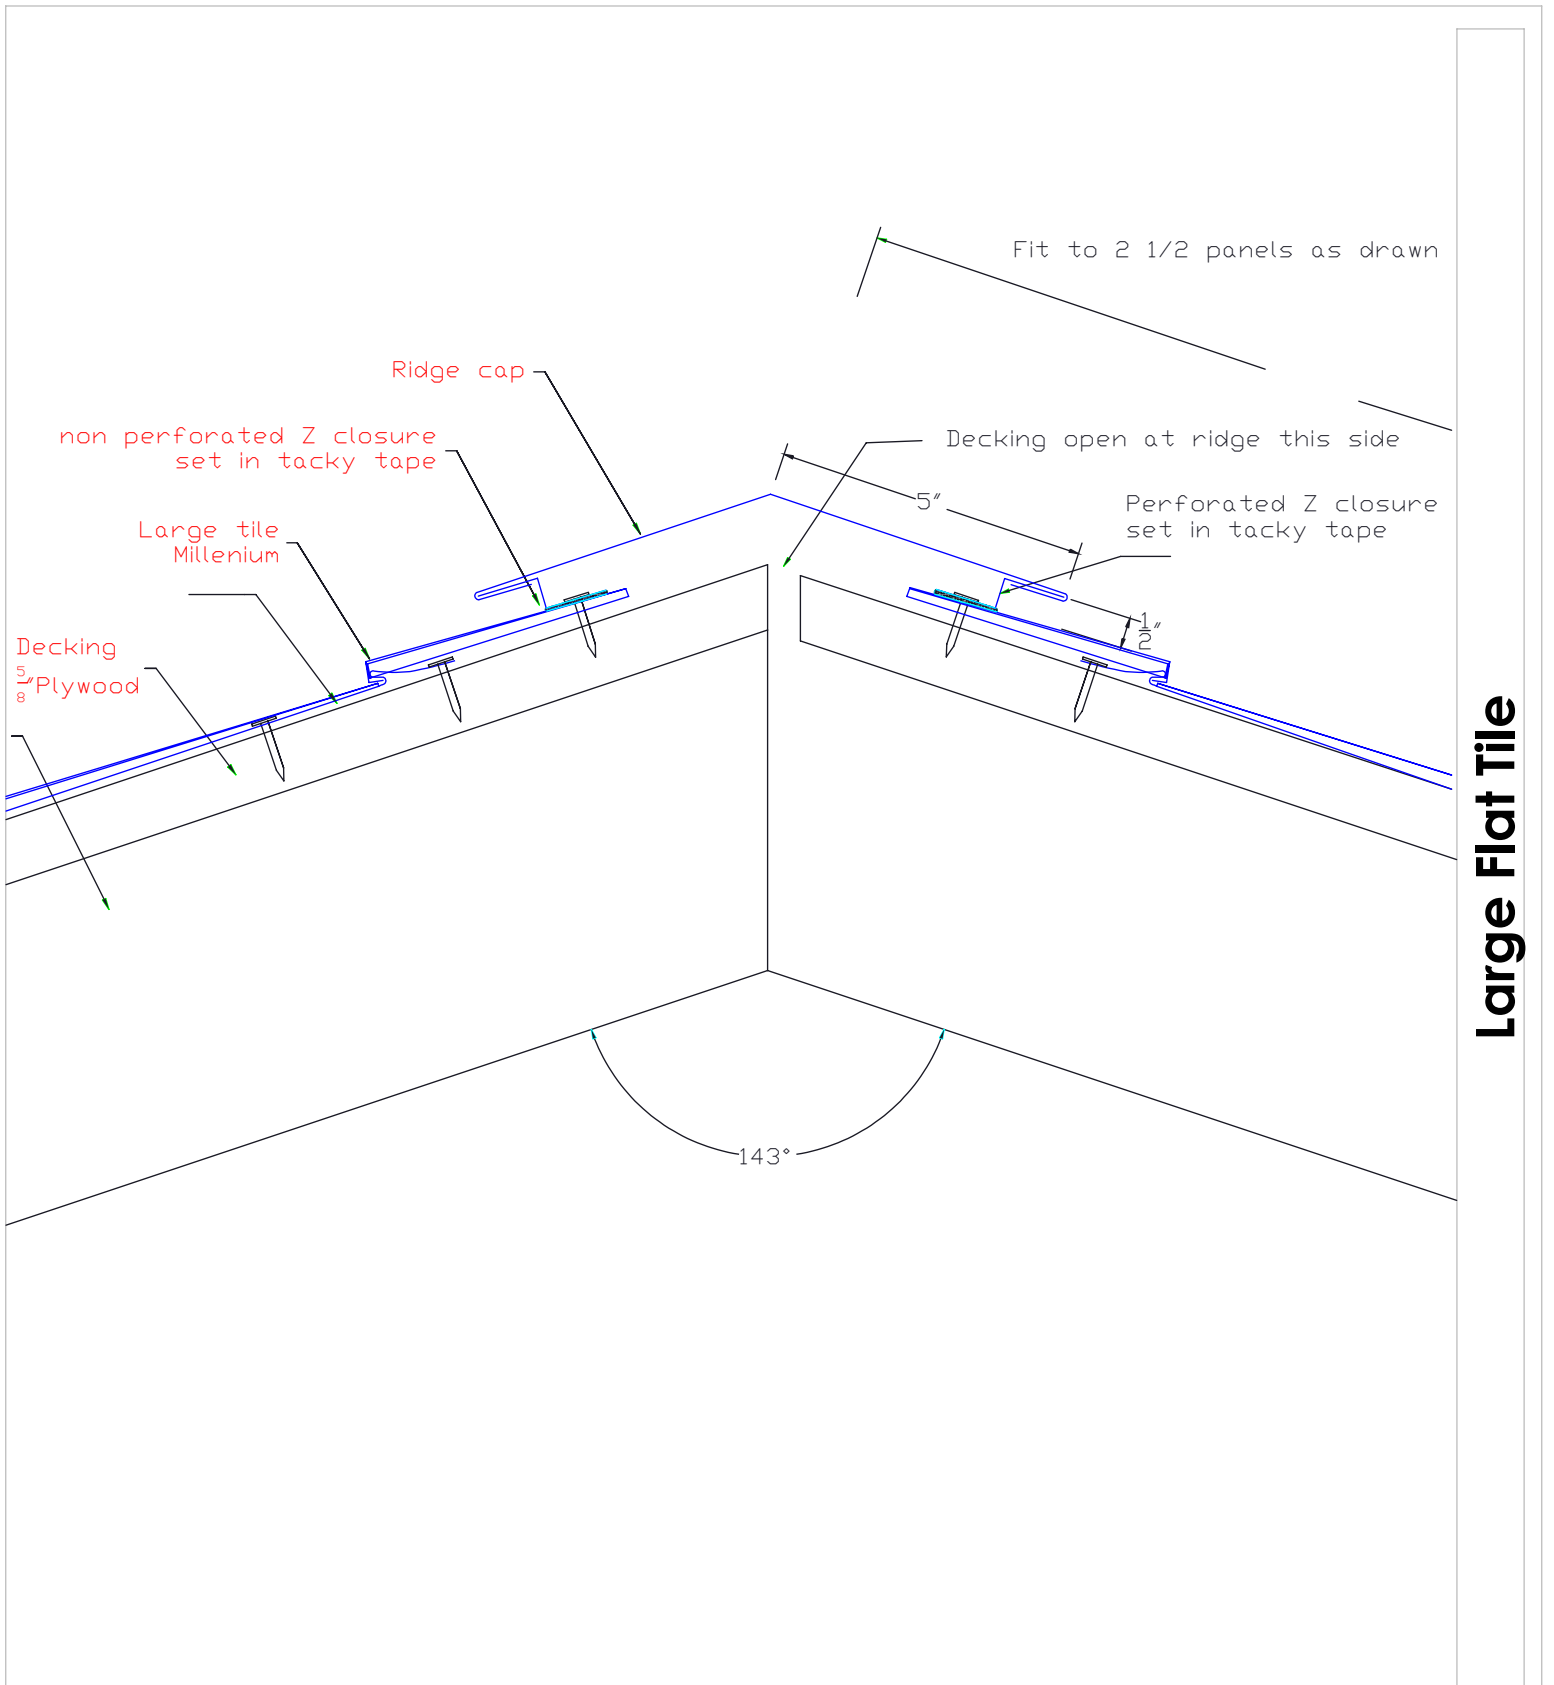 Fit to 2 1/2 panels as drawn
Ridge cap
non perforated Z closure
set in tacky tape
Decking open at ridge this side
5"
Perforated Z closure
set in tacky tape
Large tile
Millenium
1/2"
Decking
5/8"Plywood
143°
Large Flat Tile